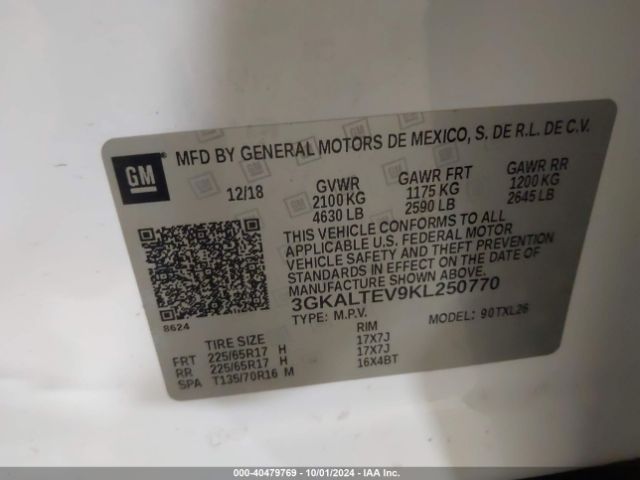 GM
MFD BY GENERAL MOTORS DE MEXICO, S. DE R.L. DE C.V.
12/18 GVWR GAWR FRT GAWR RR
2100 KG 1175 KG 1200 KG
4630 LB 2590 LB 2645 LB
THIS VEHICLE CONFORMS TO ALL
APPLICABLE U.S. FEDERAL MOTOR
VEHICLE SAFETY AND THEFT PREVENTION
STANDARDS IN EFFECT ON THE DATE OF
MANUFACTURE SHOWN ABOVE.
3GKALTEV9KL250770
8624
TYPE: M.P.V. MODEL: 90TXL26
TIRE SIZE RIM
FRT 225/65R17 H 17X7J
RR 225/65R17 H 17X7J
SPA T135/70R16 M 16X4BT
000-40479769 - 10/01/2024 - IAA Inc.